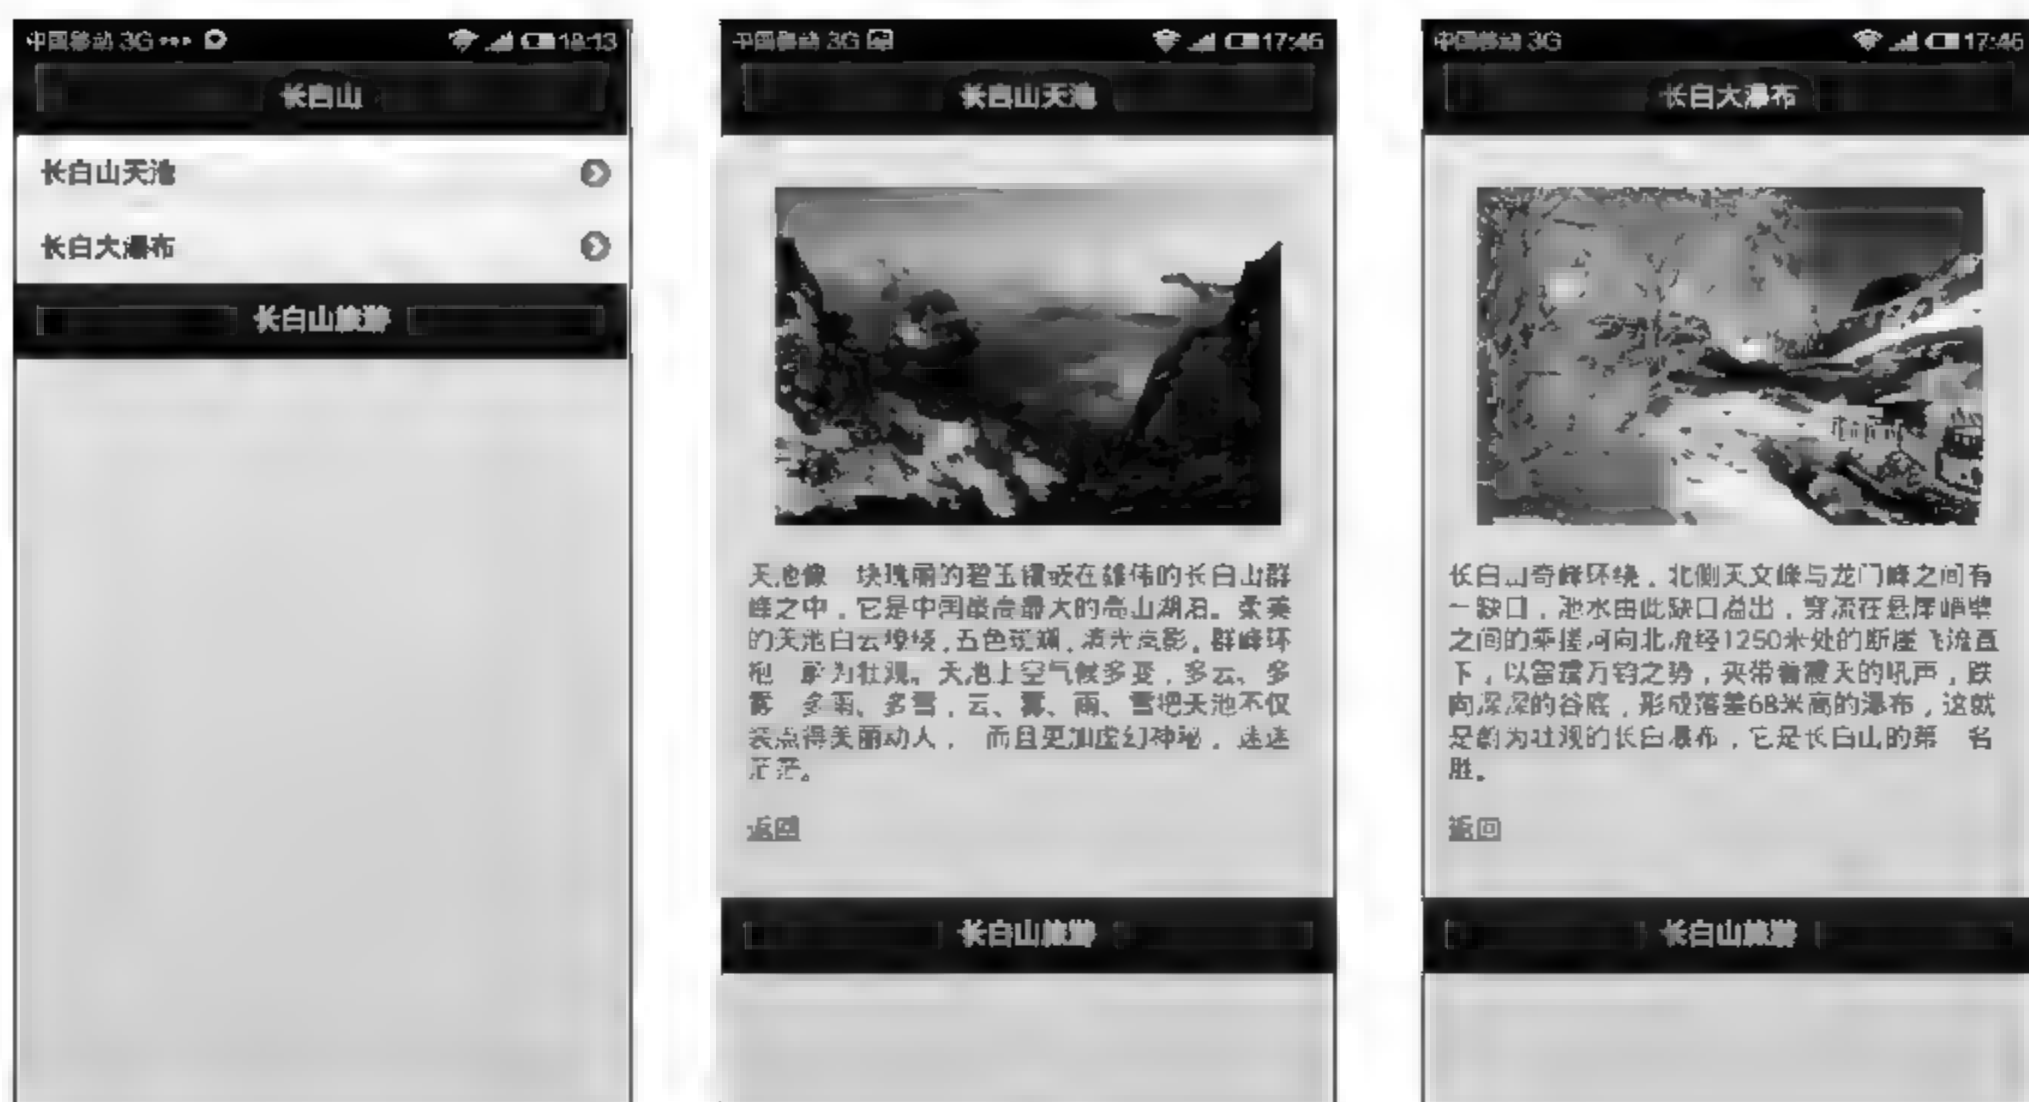 中国移动 3G ••• 18:13
长白山
长白山天池
长白大瀑布
长白山旅游
中国移动 3G 17:46
长白山天池
天池像 块瑰丽的碧玉镶嵌在雄伟的长白山群
峰之中，它是中国最高最大的高山湖泊。柔美
的天池白云缭绕，五色斑斓，波光岚影，群峰环
抱 蔚为壮观。天池上空气候多变，多云、多
雾 多雨、多雪，云、雾、雨、雪把天池不仅
装点得美丽动人， 而且更加虚幻神秘，迷迷
茫茫。
返回
长白山旅游
中国移动 3G 17:46
长白大瀑布
长白山奇峰环绕，北侧天文峰与龙门峰之间有
一缺口，池水由此缺口溢出，穿流在悬崖峭壁
之间的乘搓河向北流经1250米处的断崖飞流直
下，以雷霆万钧之势，夹带着震天的吼声，跌
向深深的谷底，形成落差68米高的瀑布，这就
是蔚为壮观的长白瀑布，它是长白山的第 名
胜。
返回
长白山旅游